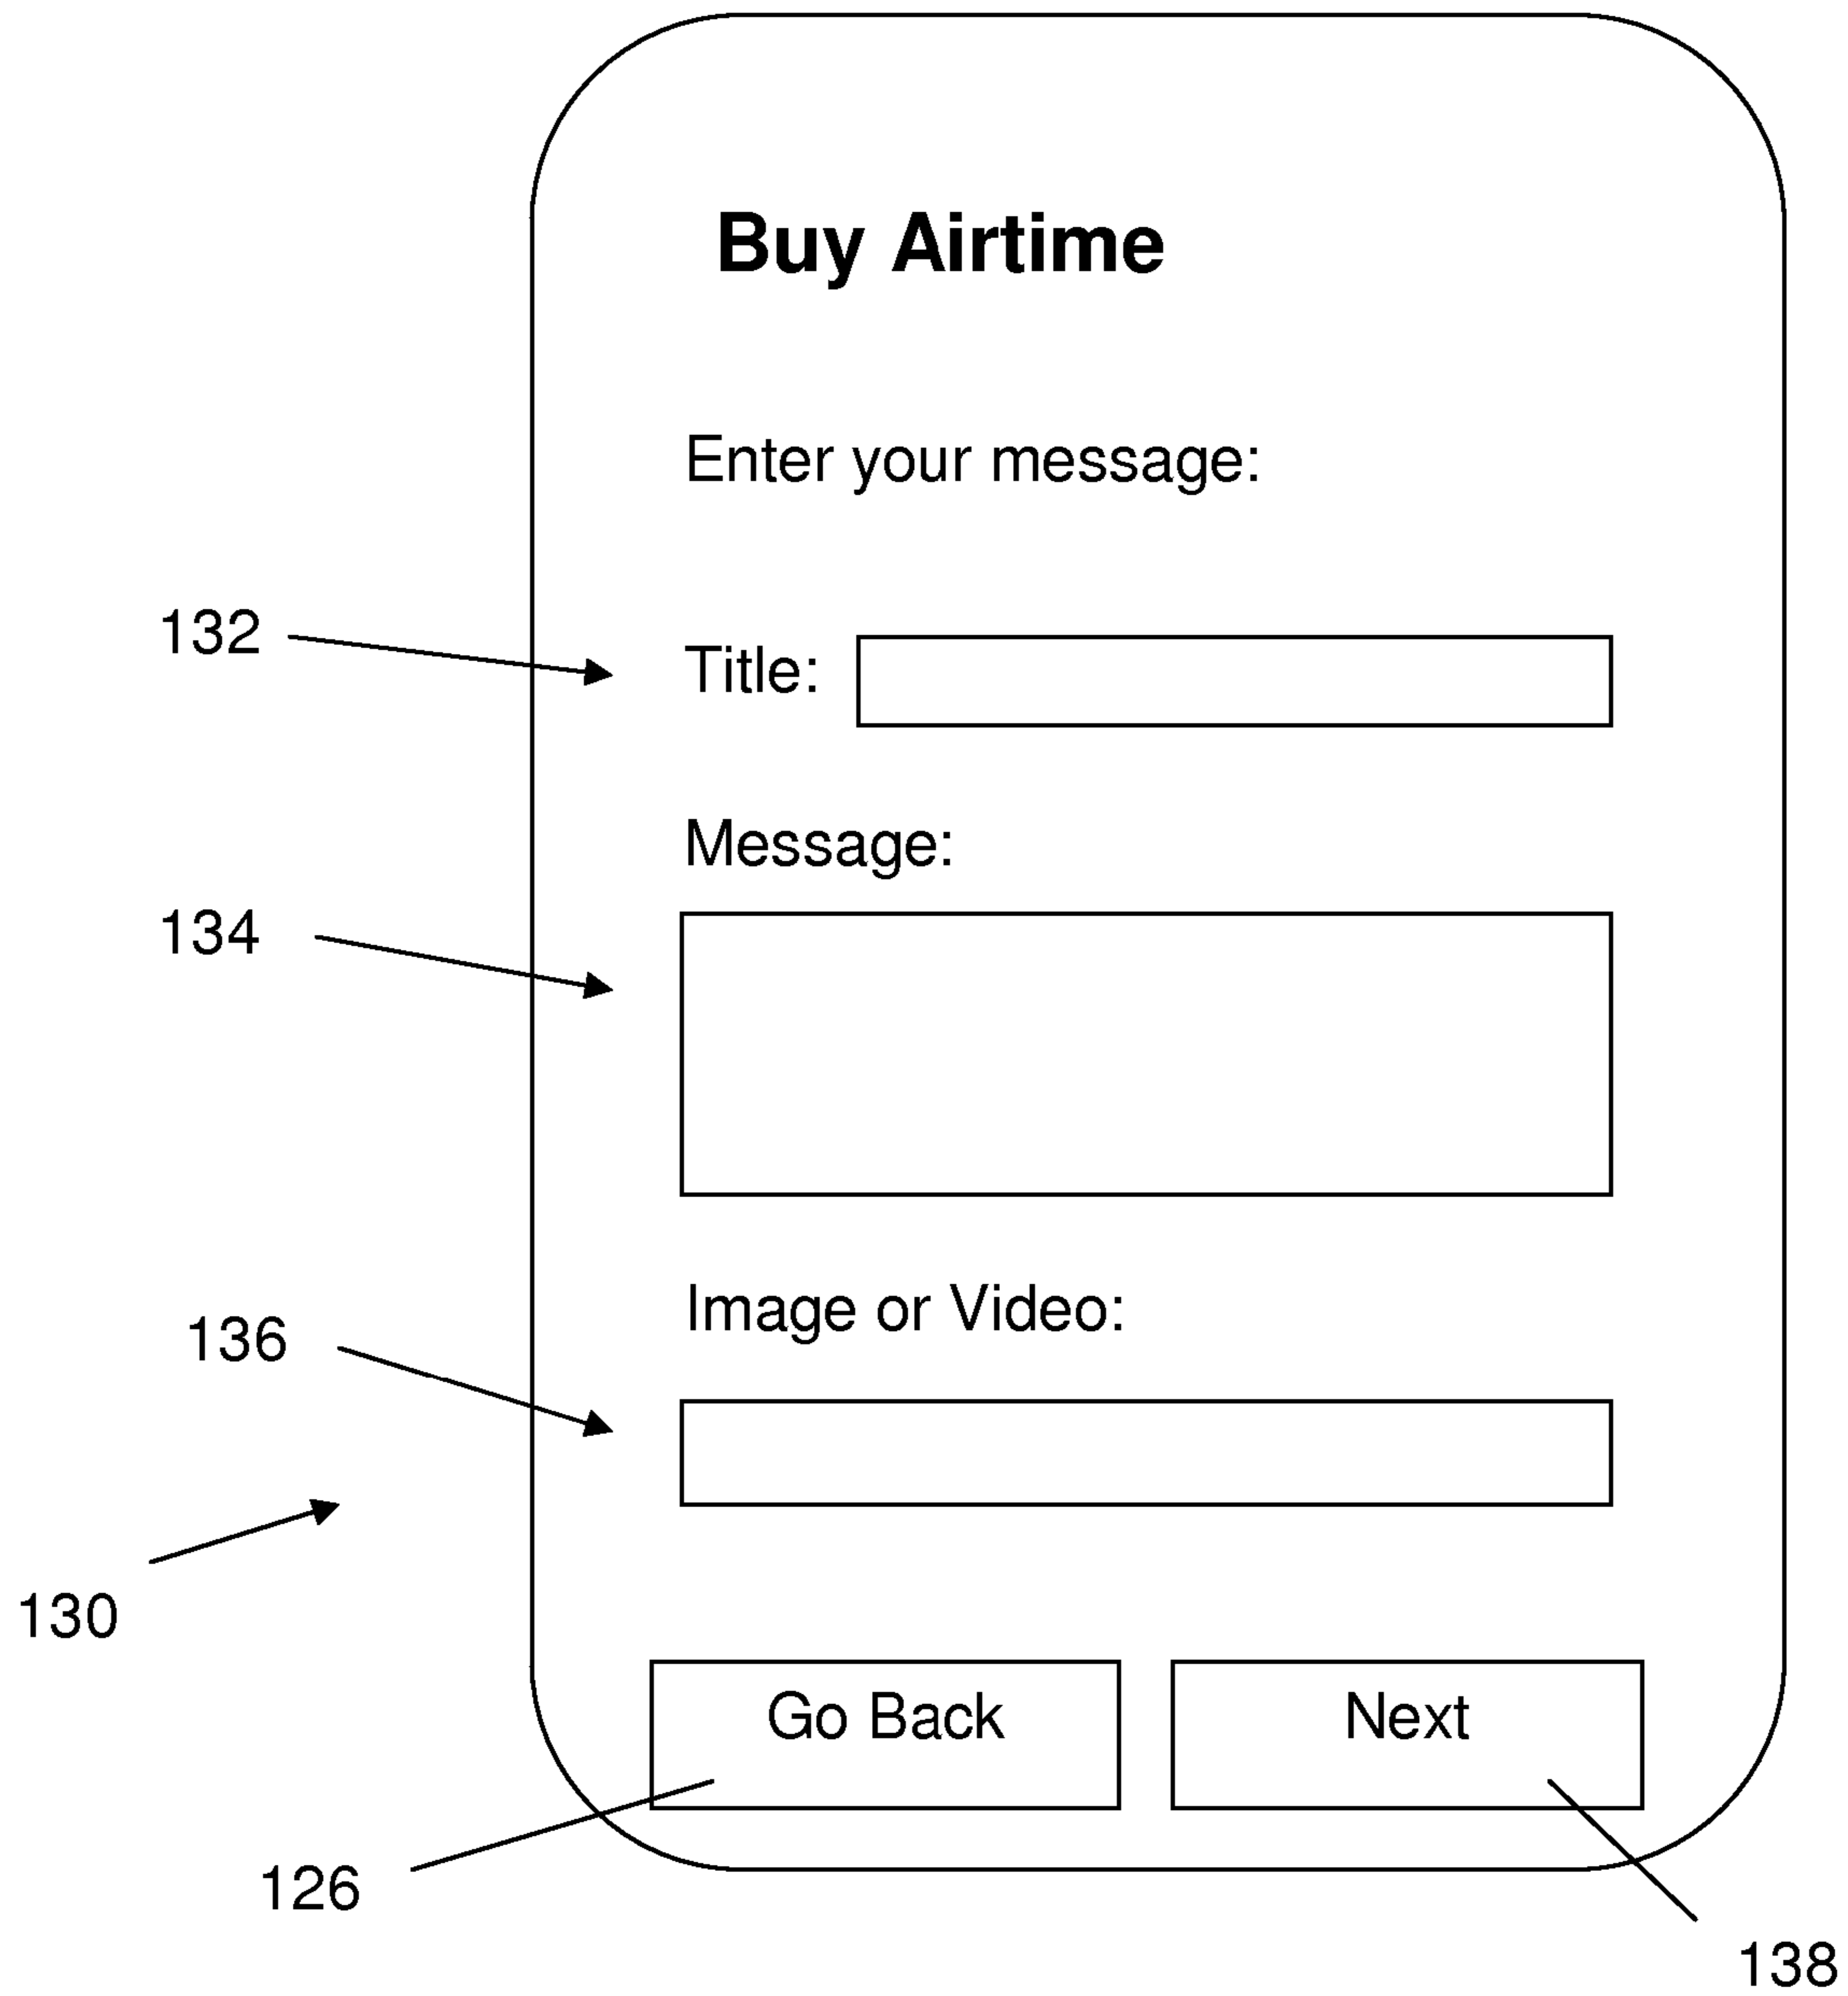 Buy Airtime
Enter your message:
132
Title:
Message:
134
Image or Video:
136
130
Go Back
Next
126
138